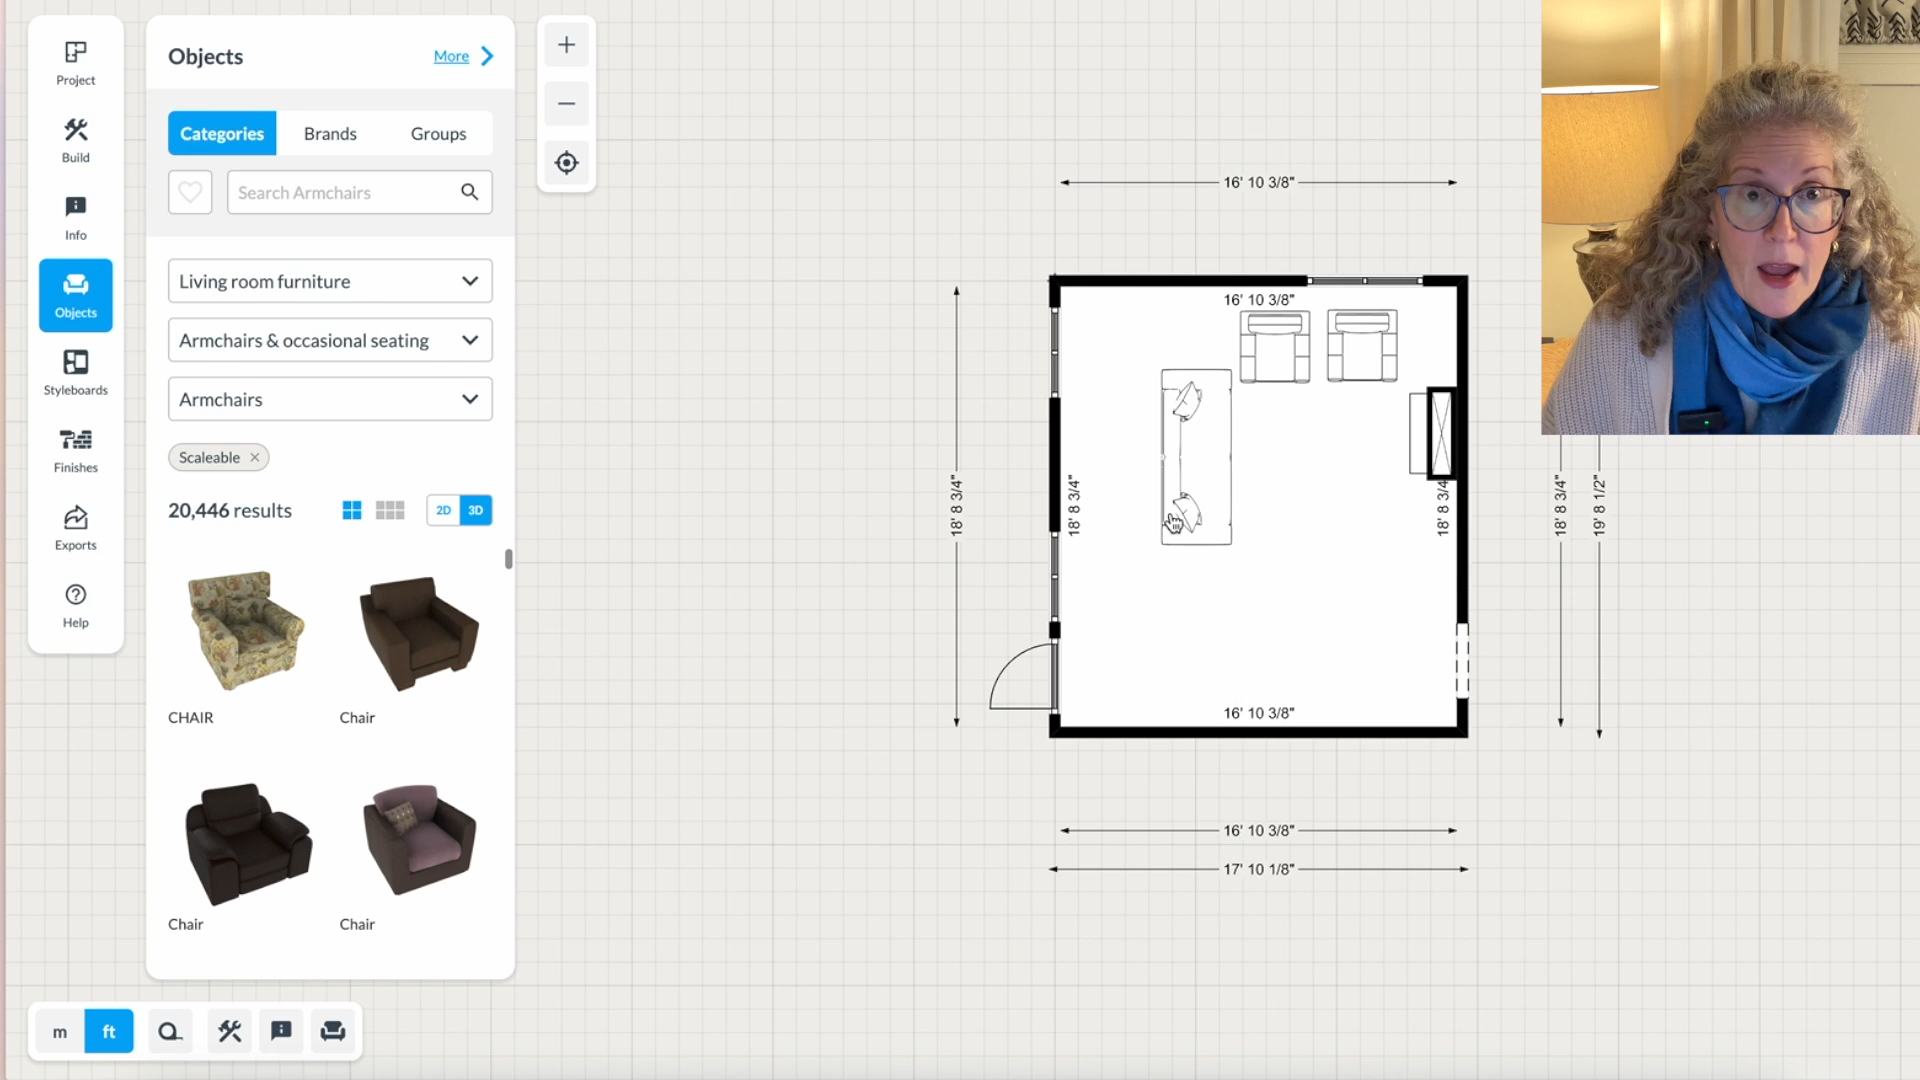 Project
Build
Info
Objects
Styleboards
Finishes
Exports
Help
Objects
More
Categories
Brands
Groups
Search Armchairs
Living room furniture
Armchairs & occasional seating
Armchairs
Scaleable ×
20,446 results
2D
3D
CHAIR
Chair
Chair
Chair
m
ft
16' 10 3/8"
16' 10 3/8"
18' 8 3/4"
18' 8 3/4"
18' 8 3/4
18' 8 3/4"
19' 8 1/2"
16' 10 3/8"
16' 10 3/8"
17' 10 1/8"